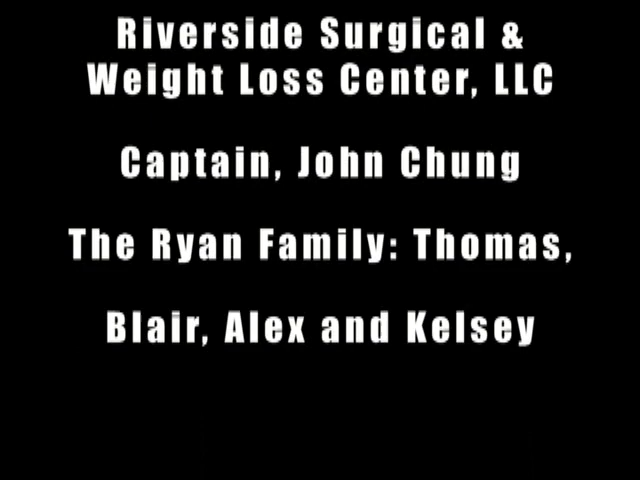 Riverside Surgical &
Weight Loss Center, LLC
Captain, John Chung
The Ryan Family: Thomas,
Blair, Alex and Kelsey